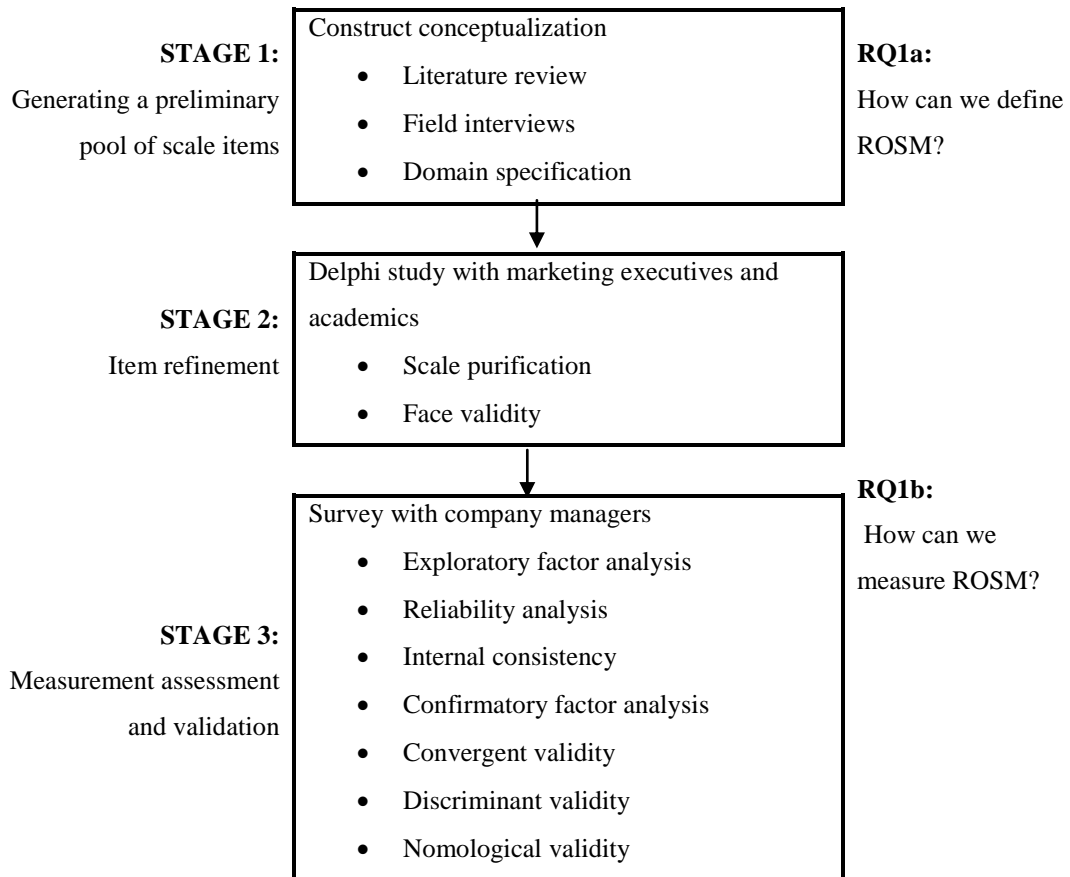 STAGE 1:
Generating a preliminary
pool of scale items
Construct conceptualization
• Literature review
• Field interviews
• Domain specification
RQ1a:
How can we define
ROSM?
STAGE 2:
Item refinement
Delphi study with marketing executives and
academics
• Scale purification
• Face validity
STAGE 3:
Measurement assessment
and validation
Survey with company managers
• Exploratory factor analysis
• Reliability analysis
• Internal consistency
• Confirmatory factor analysis
• Convergent validity
• Discriminant validity
• Nomological validity
RQ1b:
How can we
measure ROSM?